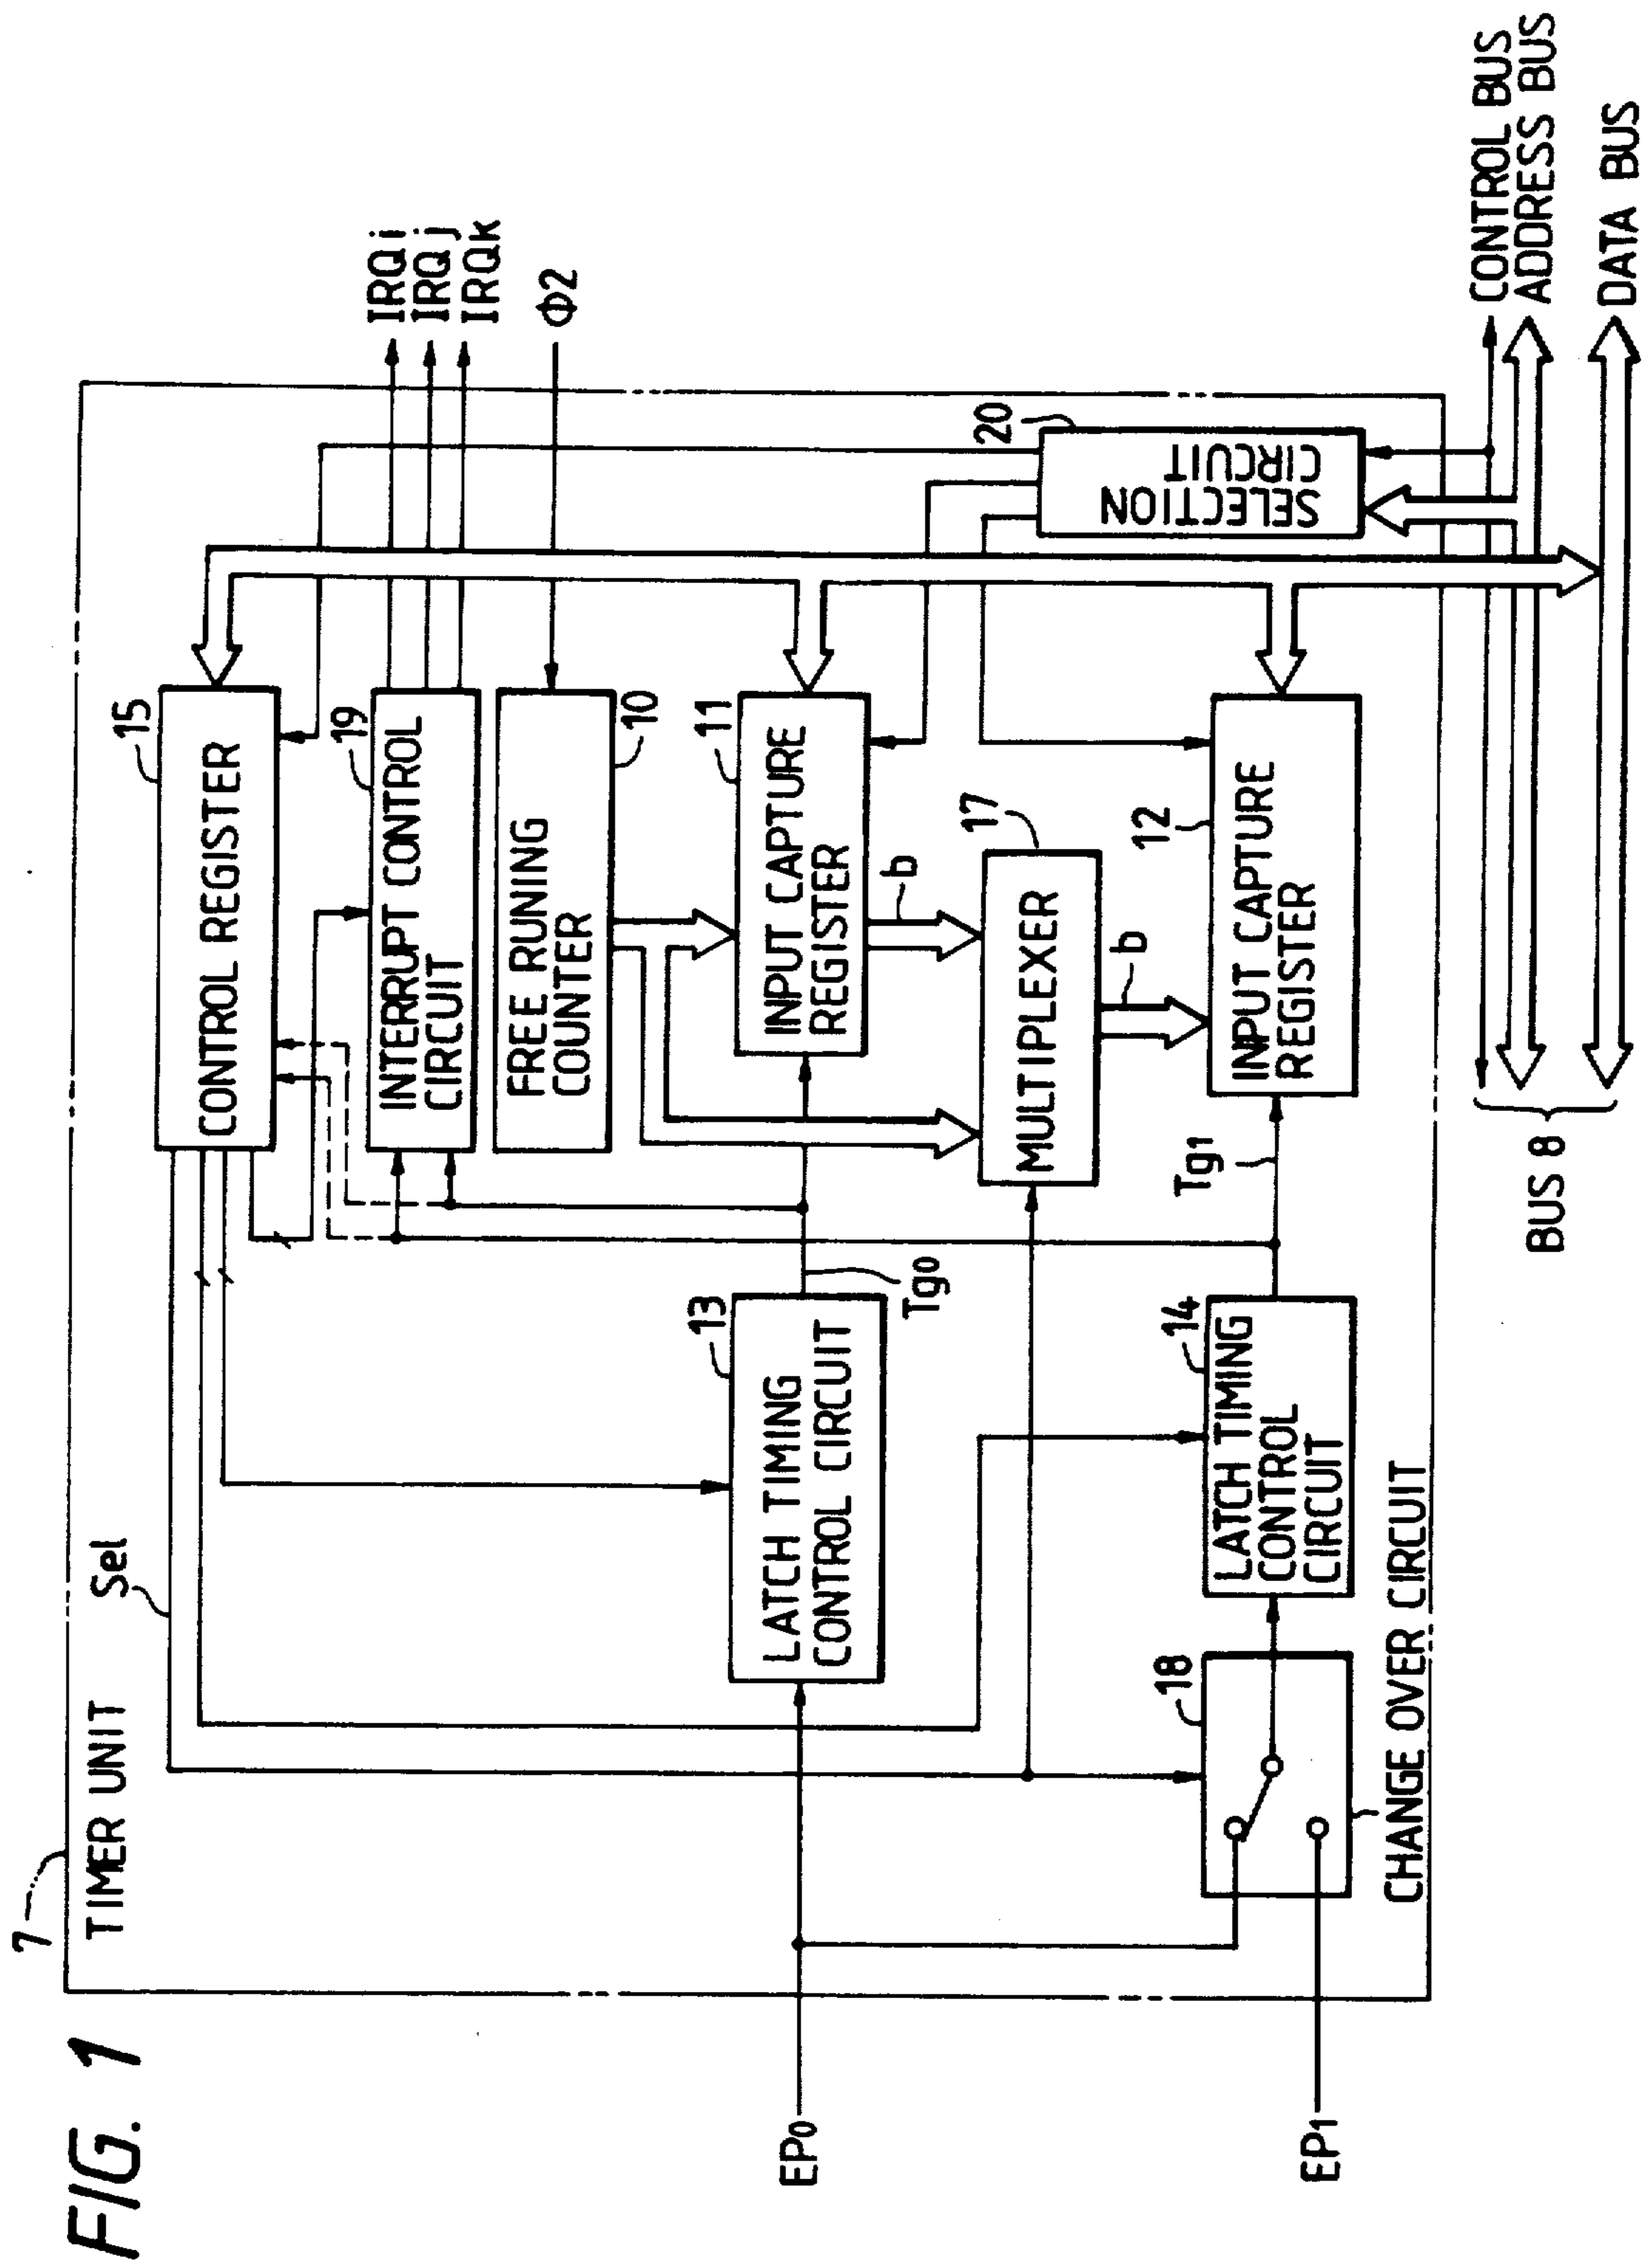 FIG. 1
7
TIMER UNIT
Sel
15
CONTROL REGISTER
19
INTERRUPT CONTROL
CIRCUIT
IRQi
IRQj
IRQk
FREE RUNNING
COUNTER
10
Φ2
EP0
13
LATCH TIMING
CONTROL CIRCUIT
Tg0
11
INPUT CAPTURE
REGISTER
b
17
MULTIPLEXER
b
20
SELECTION
CIRCUIT
EP1
18
CHANGE OVER CIRCUIT
14
LATCH TIMING
CONTROL
CIRCUIT
Tg1
12
INPUT CAPTURE
REGISTER
BUS 8
CONTROL BUS
ADDRESS BUS
DATA BUS